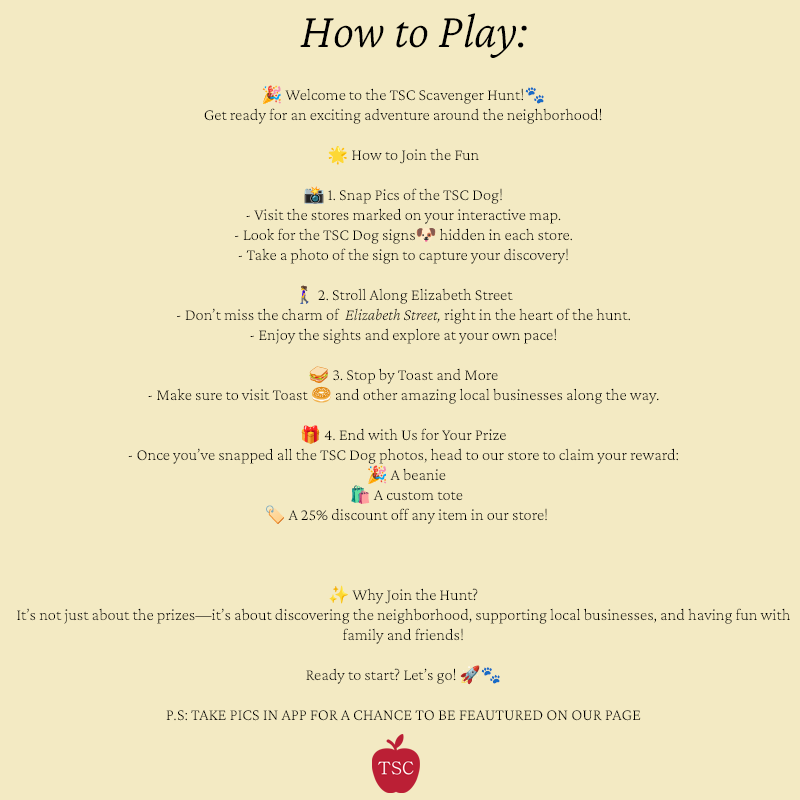 How to Play:
🎉 Welcome to the TSC Scavenger Hunt!🐾
Get ready for an exciting adventure around the neighborhood!
🌟 How to Join the Fun
📸 1. Snap Pics of the TSC Dog!
- Visit the stores marked on your interactive map.
- Look for the TSC Dog signs🐶 hidden in each store.
- Take a photo of the sign to capture your discovery!
🚶🏽‍♀️ 2. Stroll Along Elizabeth Street
- Don’t miss the charm of Elizabeth Street, right in the heart of the hunt.
- Enjoy the sights and explore at your own pace!
🥪 3. Stop by Toast and More
- Make sure to visit Toast 🥯 and other amazing local businesses along the way.
🎁 4. End with Us for Your Prize
- Once you’ve snapped all the TSC Dog photos, head to our store to claim your reward:
🎉 A beanie
🛍️ A custom tote
🏷️ A 25% discount off any item in our store!
✨ Why Join the Hunt?
It’s not just about the prizes—it’s about discovering the neighborhood, supporting local businesses, and having fun with
family and friends!
Ready to start? Let’s go! 🚀🐾
P.S: TAKE PICS IN APP FOR A CHANCE TO BE FEAUTURED ON OUR PAGE
TSC